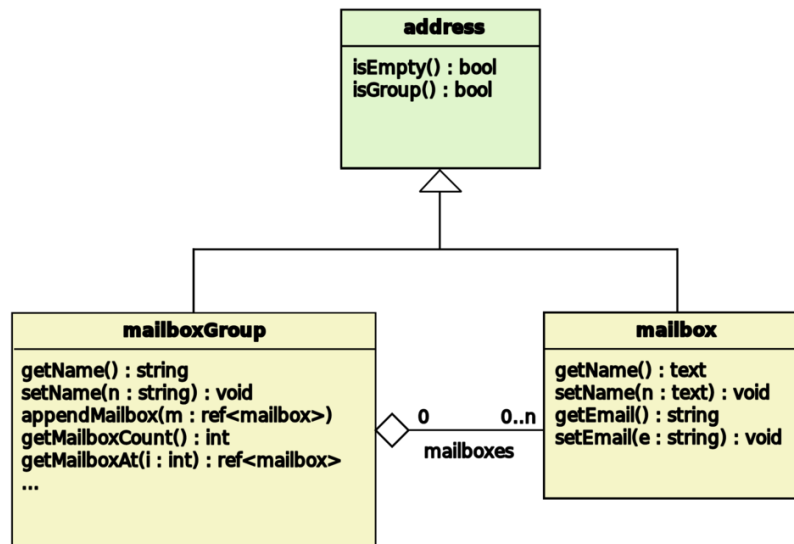 address
isEmpty() : bool
isGroup() : bool
mailboxGroup
getName() : string
setName(n : string) : void
appendMailbox(m : ref<mailbox>)
getMailboxCount() : int
getMailboxAt(i : int) : ref<mailbox>
...
0
0..n
mailboxes
mailbox
getName() : text
setName(n : text) : void
getEmail() : string
setEmail(e : string) : void